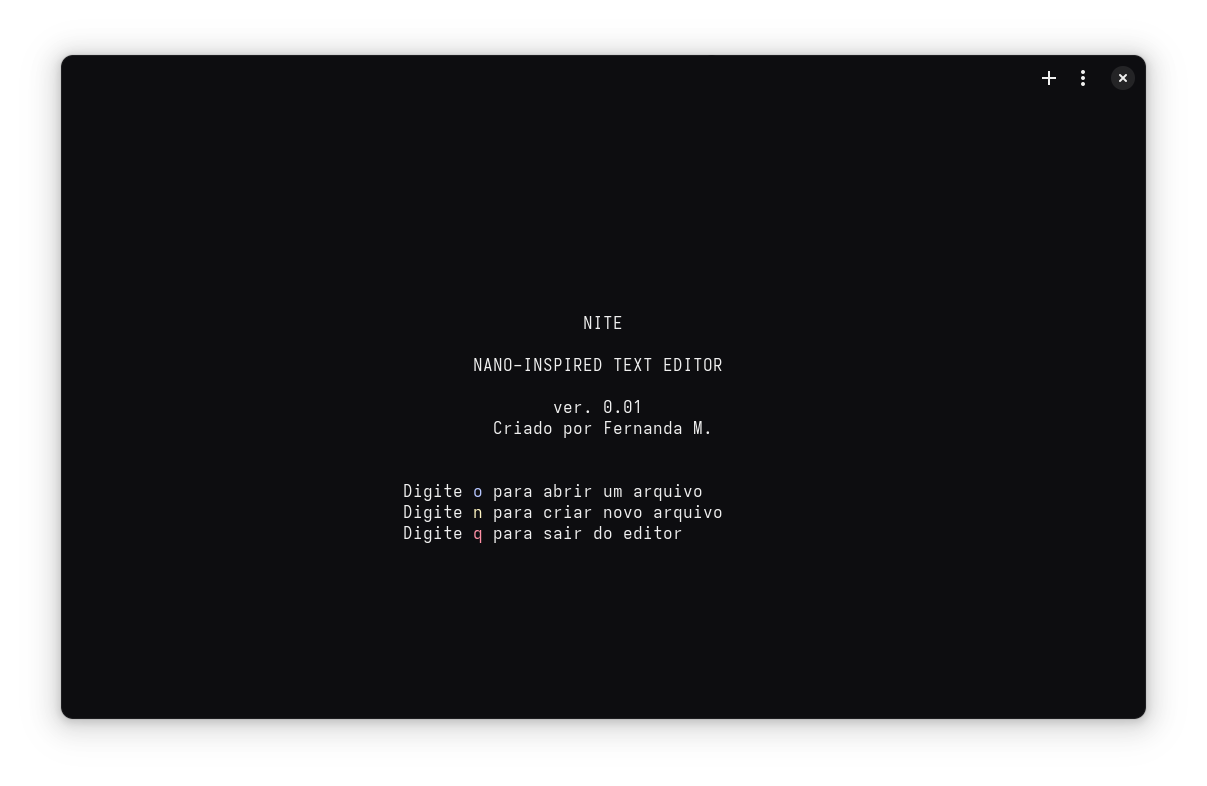 NITE
NANO-INSPIRED TEXT EDITOR
ver. 0.01
Criado por Fernanda M.
Digite o para abrir um arquivo
Digite n para criar novo arquivo
Digite q para sair do editor